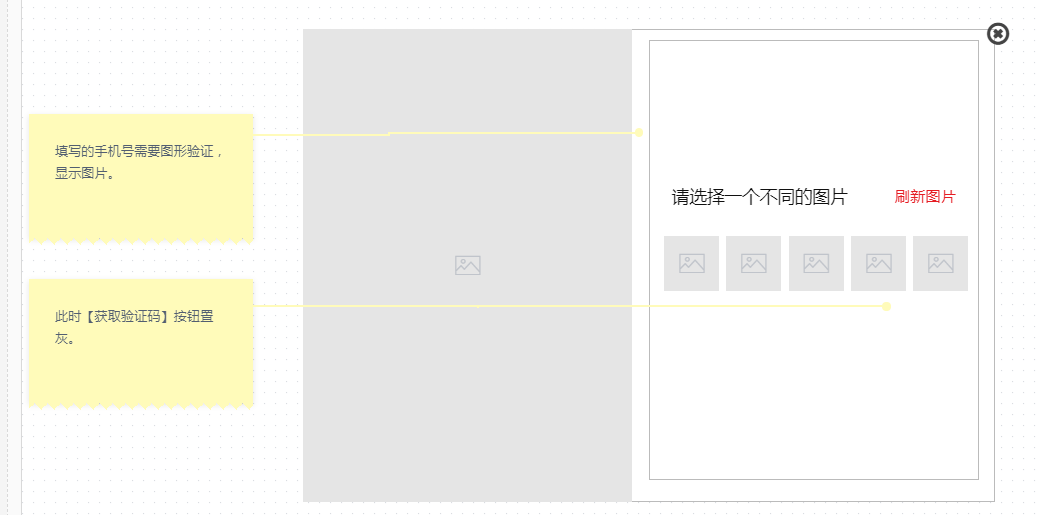 填写的手机号需要图形验证，
显示图片。
请选择一个不同的图片
刷新图片
此时【获取验证码】按钮置
灰。